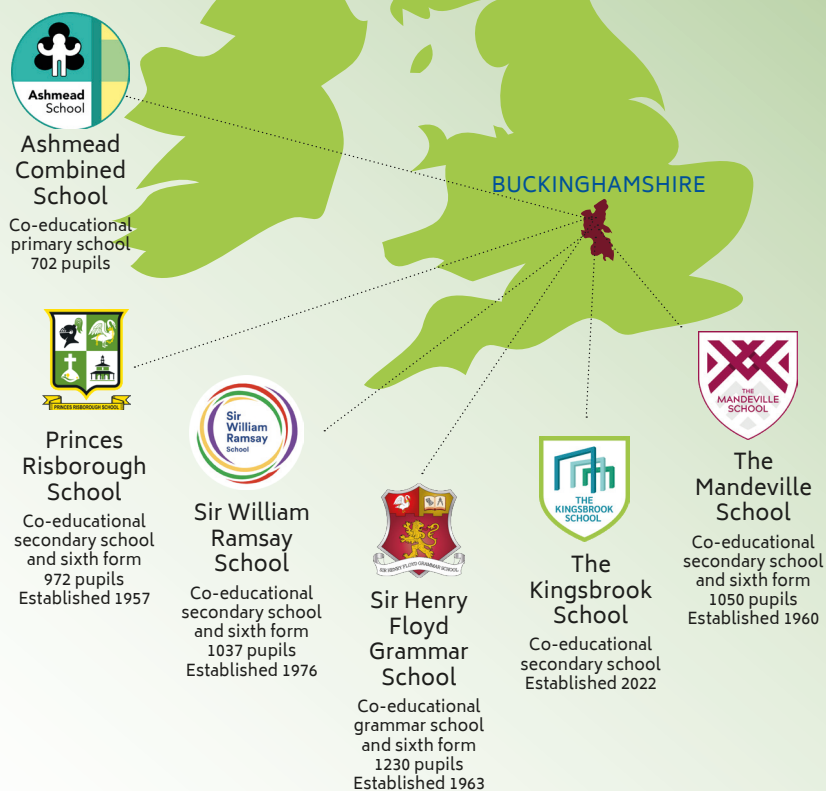 Ashmead
School
Ashmead
Combined
School
Co-educational
primary school
702 pupils
BUCKINGHAMSHIRE
PRINCES RISBOROUGH SCHOOL
Princes
Risborough
School
Co-educational
secondary school
and sixth form
972 pupils
Established 1957
Sir
William
Ramsay
School
Sir William
Ramsay
School
Co-educational
secondary school
and sixth form
1037 pupils
Established 1976
SIR HENRY FLOYD GRAMMAR SCHOOL
Sir Henry
Floyd
Grammar
School
Co-educational
grammar school
and sixth form
1230 pupils
Established 1963
THE
KINGSBROOK
SCHOOL
The
Kingsbrook
School
Co-educational
secondary school
Established 2022
THE
MANDEVILLE
SCHOOL
The
Mandeville
School
Co-educational
secondary school
and sixth form
1050 pupils
Established 1960